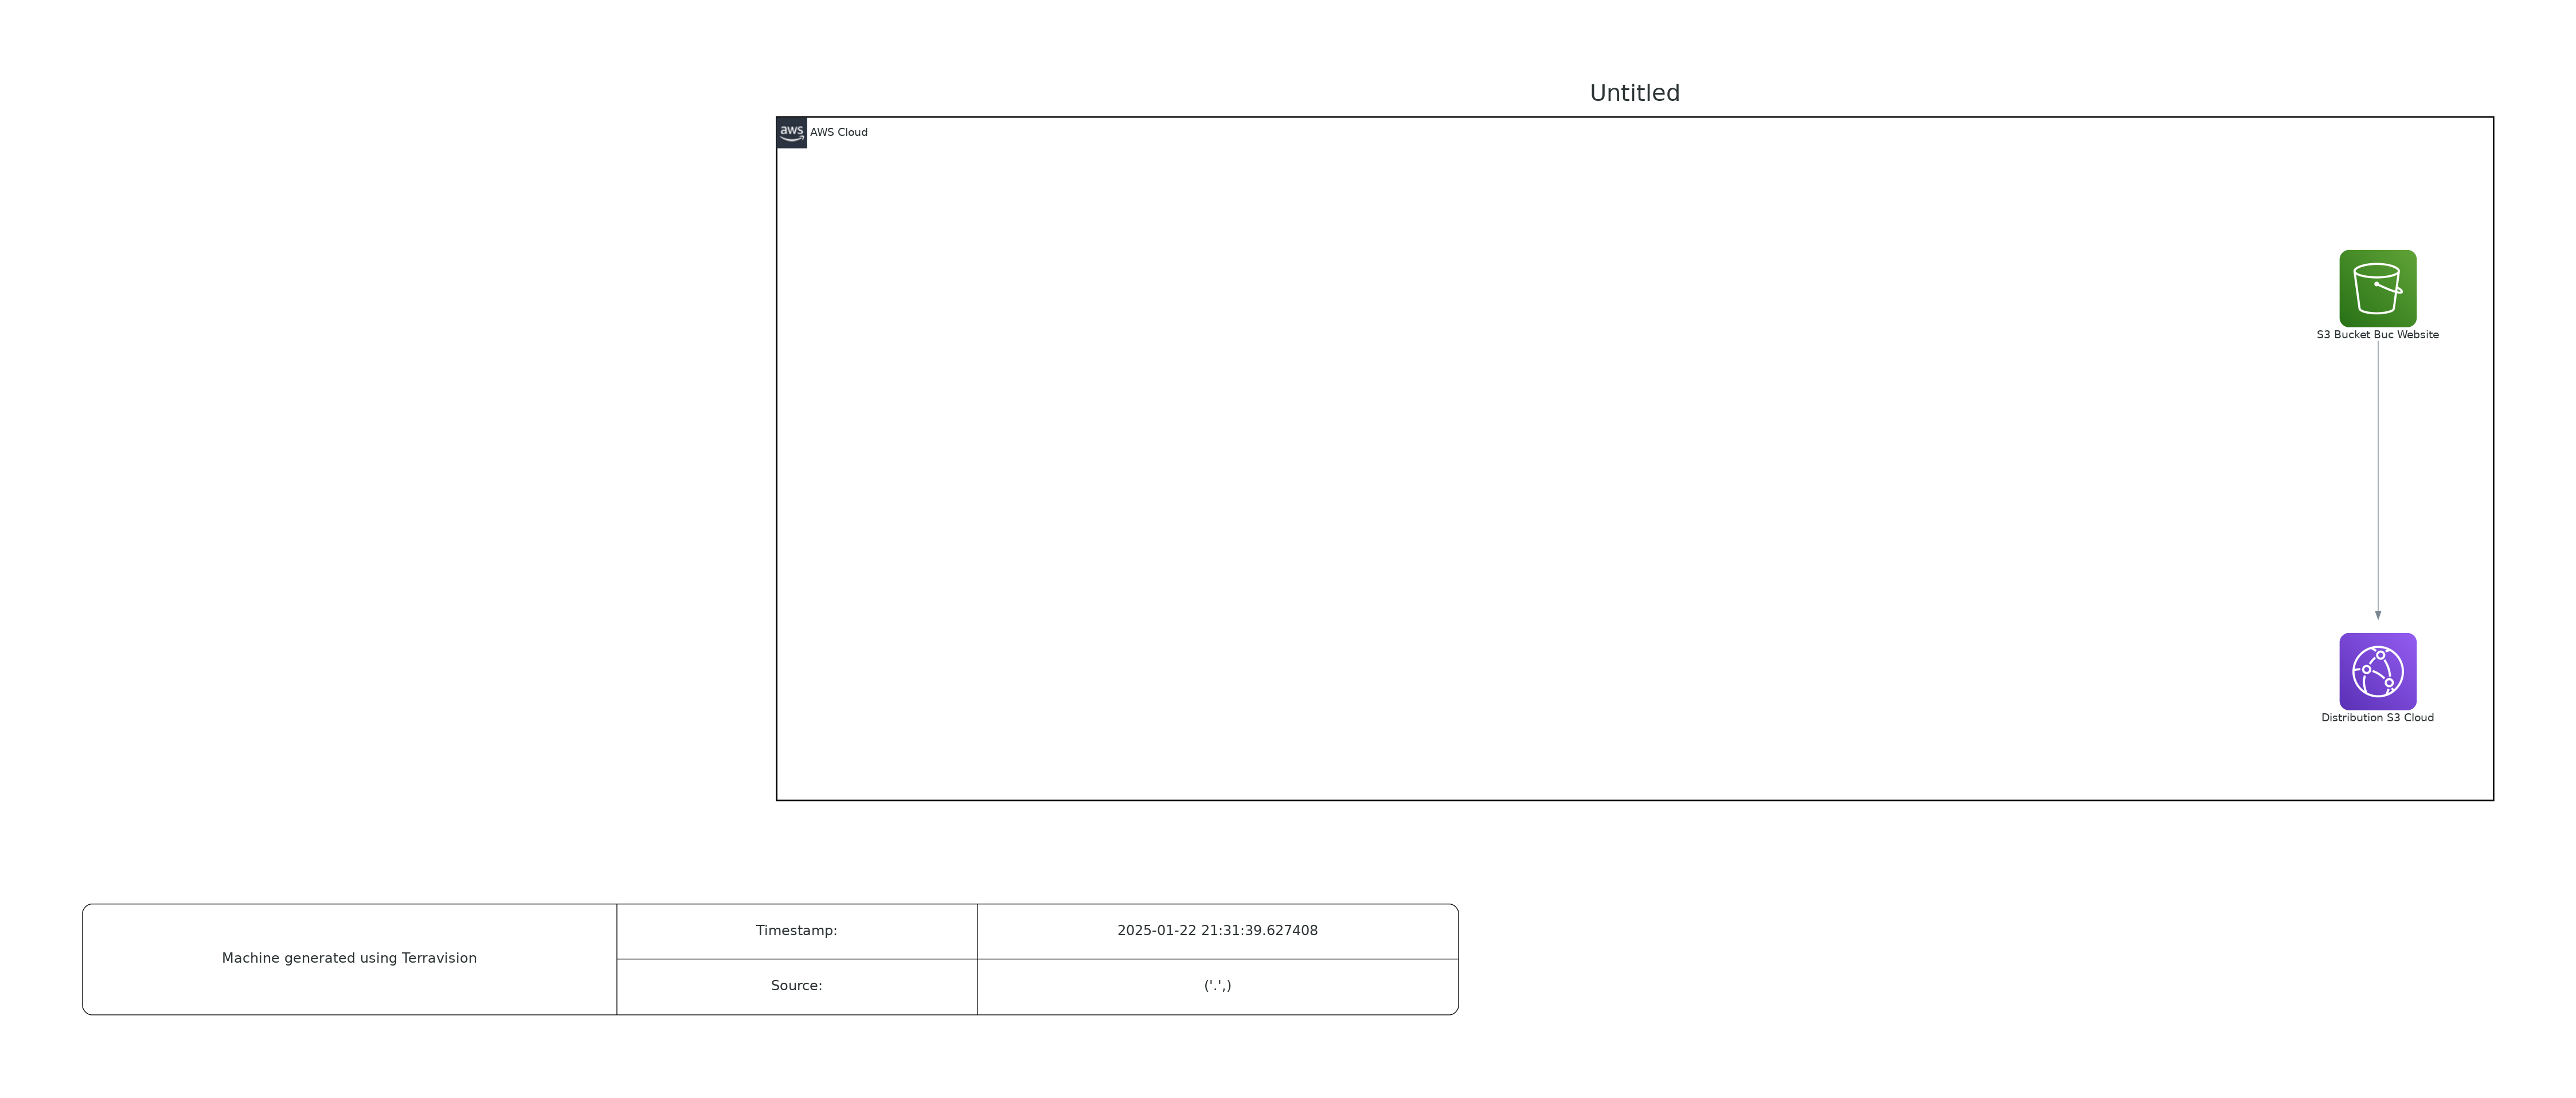 Untitled
aws
AWS Cloud
S3 Bucket Buc Website
Distribution S3 Cloud
Machine generated using Terravision
Timestamp:
2025-01-22 21:31:39.627408
Source:
('.',)